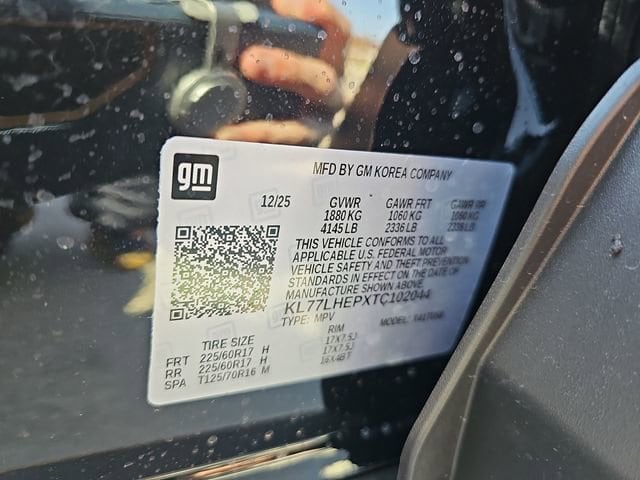 gm
MFD BY GM KOREA COMPANY
12/25 GVWR GAWR FRT GAWR RR
1880 KG 1060 KG 1060 KG
4145 LB 2336 LB 2336 LB
THIS VEHICLE CONFORMS TO ALL
APPLICABLE U.S. FEDERAL MOTOR
VEHICLE SAFETY AND THEFT PREVENTION
STANDARDS IN EFFECT ON THE DATE OF
MANUFACTURE SHOWN ABOVE.
KL77LHEPXTC102044
TYPE: MPV MODEL:
TIRE SIZE RIM
FRT 225/60R17 H 17X7.5J
RR 225/60R17 H 17X7.5J
SPA T125/70R16 M 16X4BT